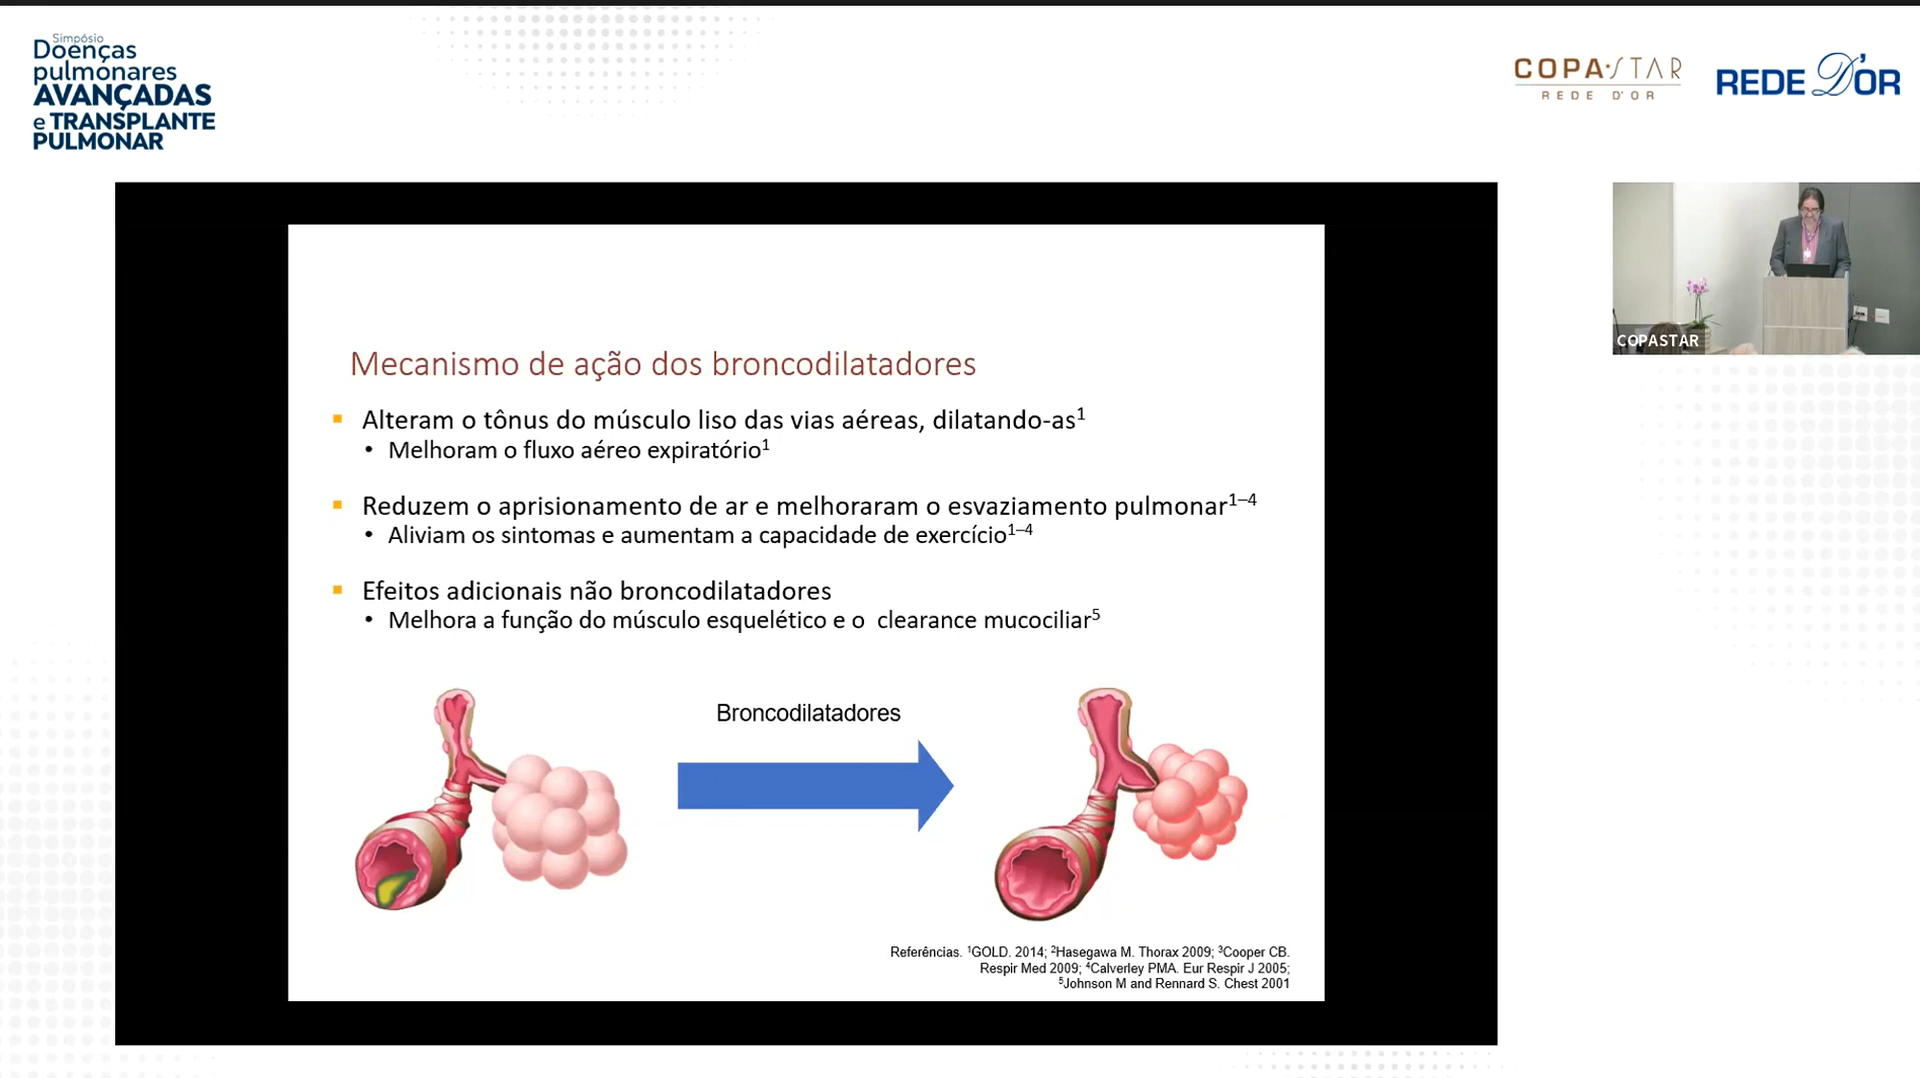 Simpósio
Doenças
pulmonares
AVANÇADAS
e TRANSPLANTE
PULMONAR
COPA STAR
REDE D'OR
REDE D'OR
COPASTAR
Mecanismo de ação dos broncodilatadores
▪ Alteram o tônus do músculo liso das vias aéreas, dilatando-as¹
• Melhoram o fluxo aéreo expiratório¹
▪ Reduzem o aprisionamento de ar e melhoraram o esvaziamento pulmonar¹⁻⁴
• Aliviam os sintomas e aumentam a capacidade de exercício¹⁻⁴
▪ Efeitos adicionais não broncodilatadores
• Melhora a função do músculo esquelético e o clearance mucociliar⁵
Broncodilatadores
Referências. ¹GOLD. 2014; ²Hasegawa M. Thorax 2009; ³Cooper CB.
Respir Med 2009; ⁴Calverley PMA. Eur Respir J 2005;
⁵Johnson M and Rennard S. Chest 2001